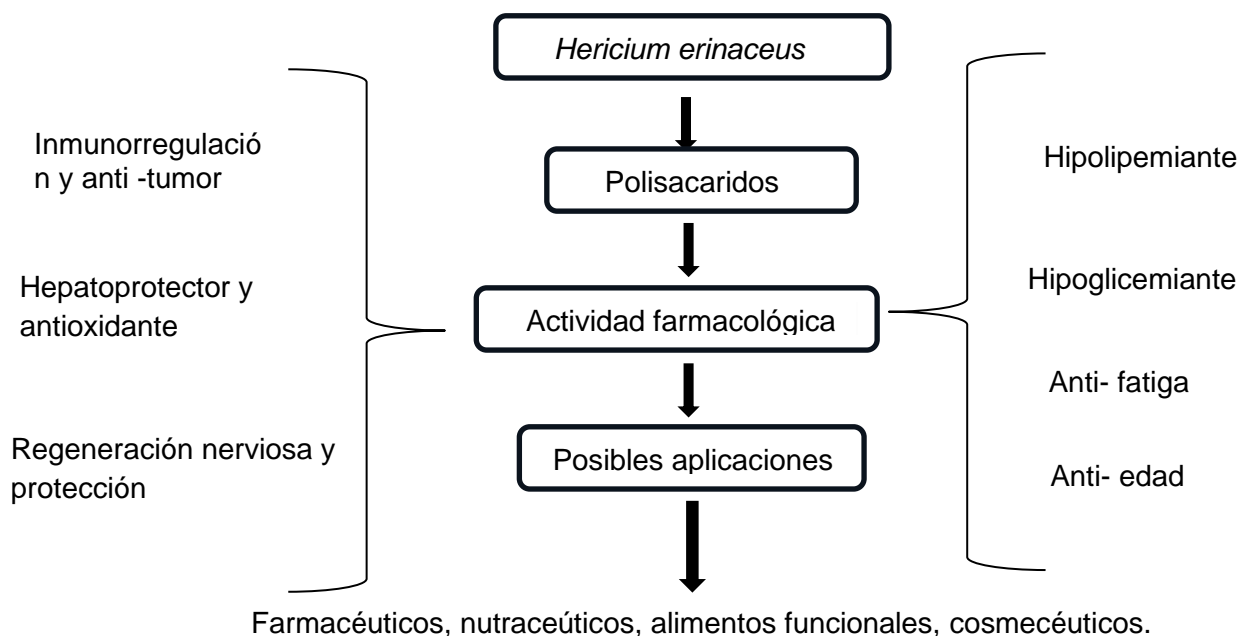 Hericium erinaceus
Inmunorregulació
n y anti -tumor
Polisacaridos
Hipolipemiante
Hepatoprotector y
antioxidante
Actividad farmacológica
Hipoglicemiante
Anti- fatiga
Regeneración nerviosa y
protección
Posibles aplicaciones
Anti- edad
Farmacéuticos, nutraceúticos, alimentos funcionales, cosmecéuticos.